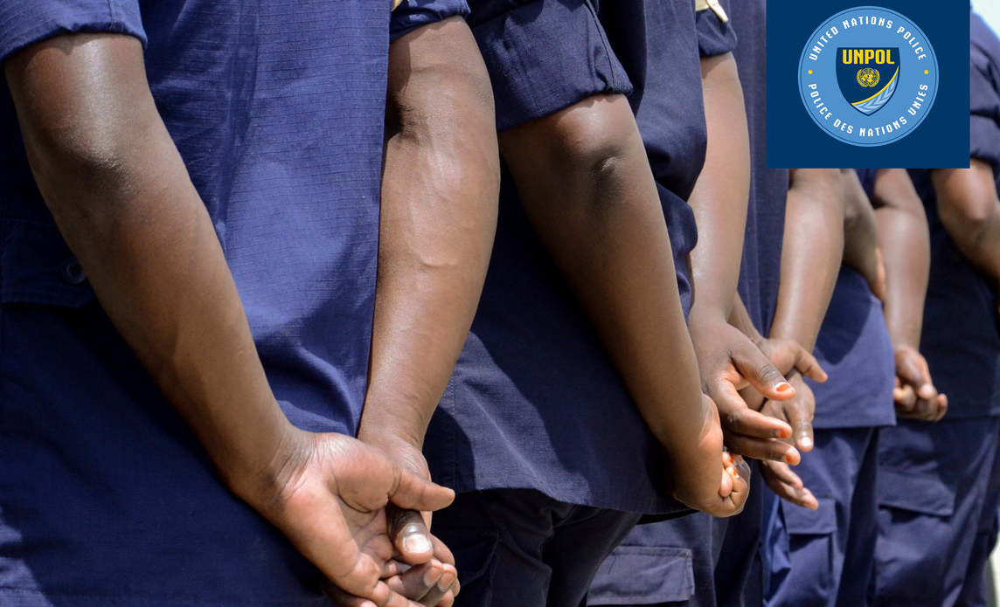 UNITED NATIONS POLICE
UNPOL
POLICE DES NATIONS UNIES